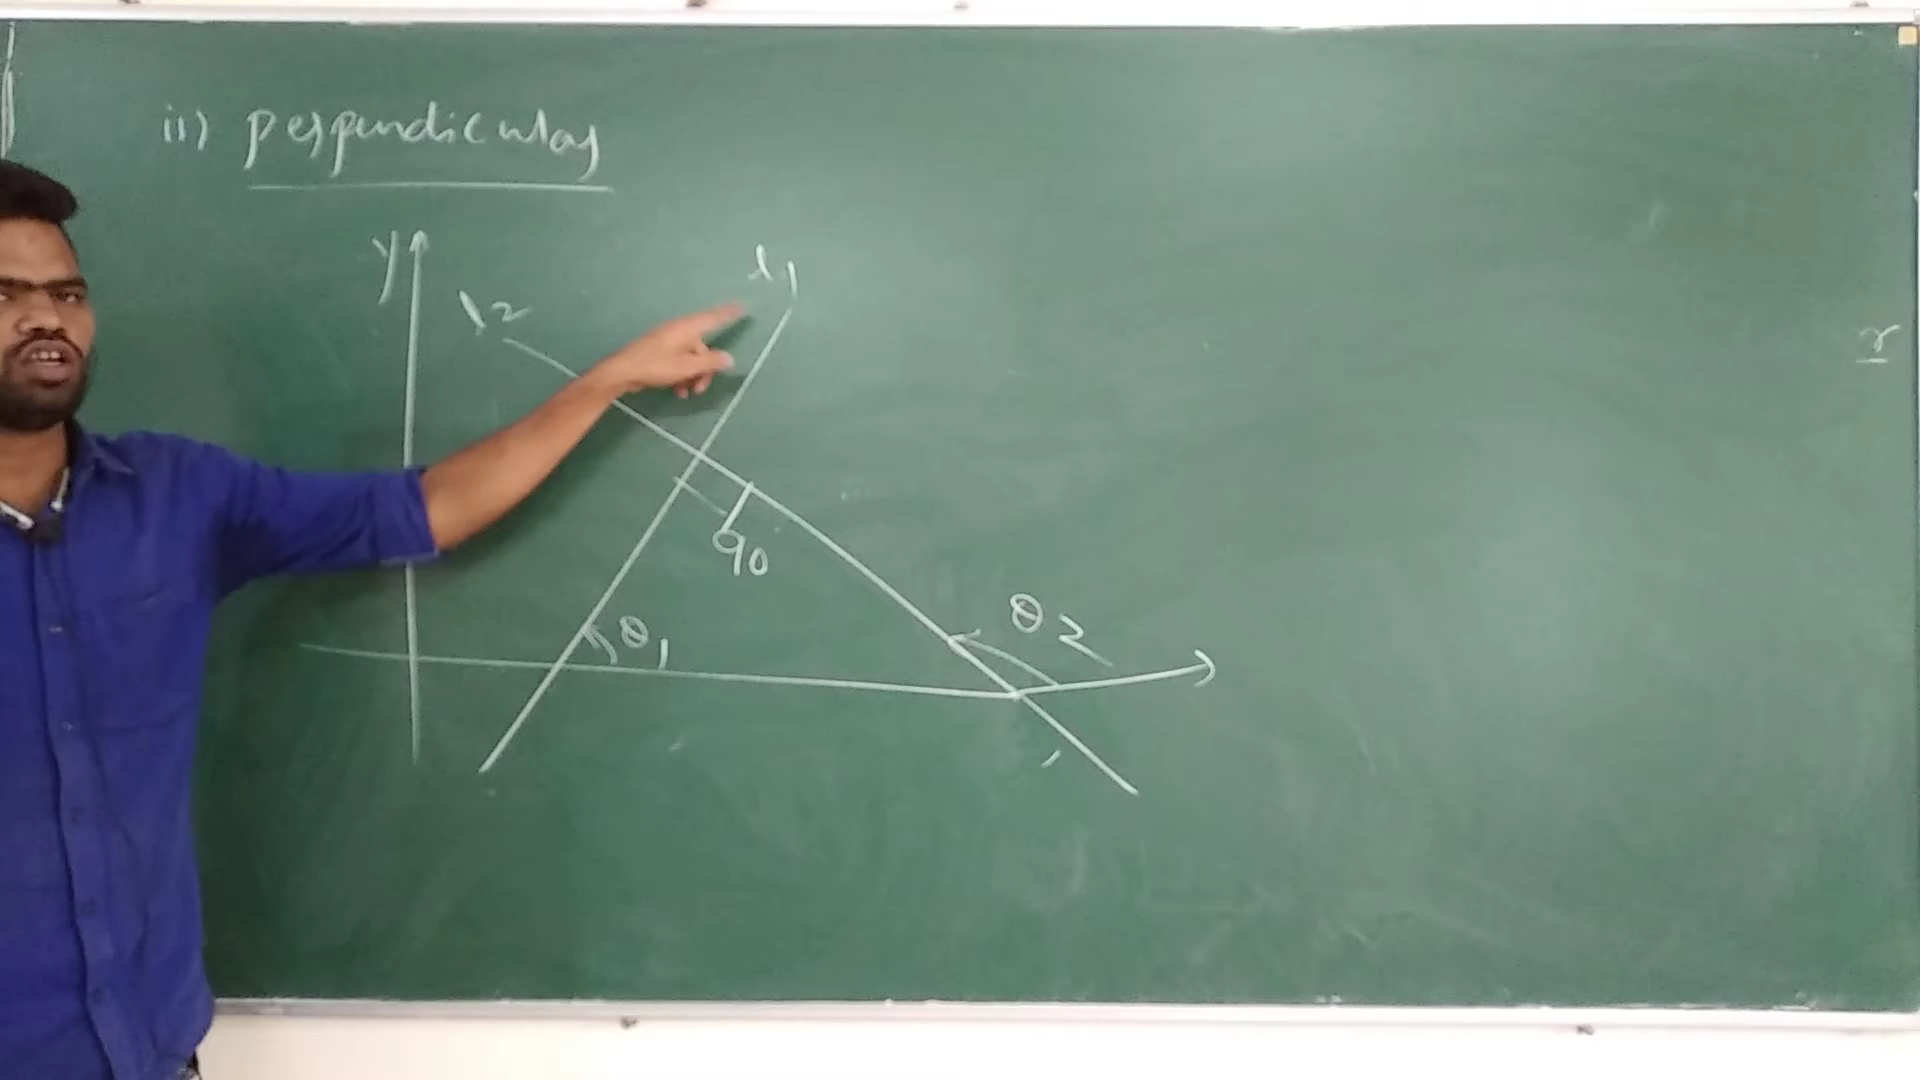 ii) perpendicular
y
l2
l1
90
θ1
θ2
r